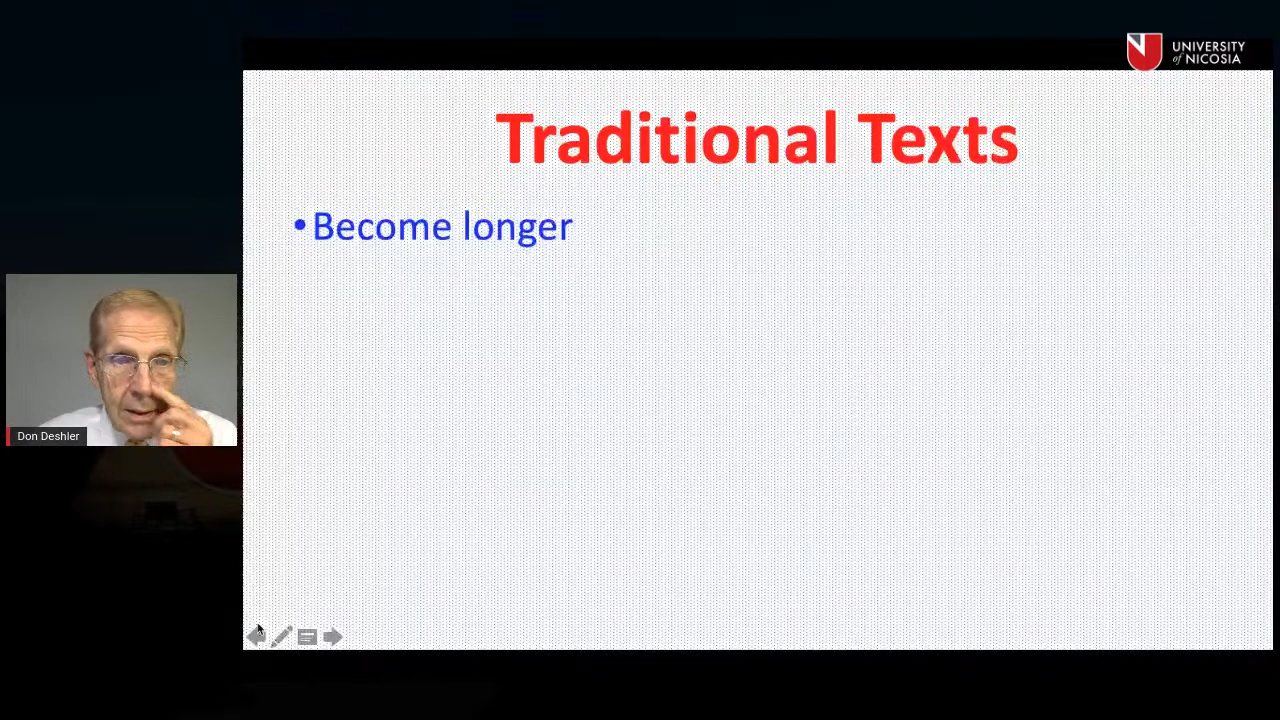 UNIVERSITY
of NICOSIA
Traditional Texts
• Become longer
Don Deshler